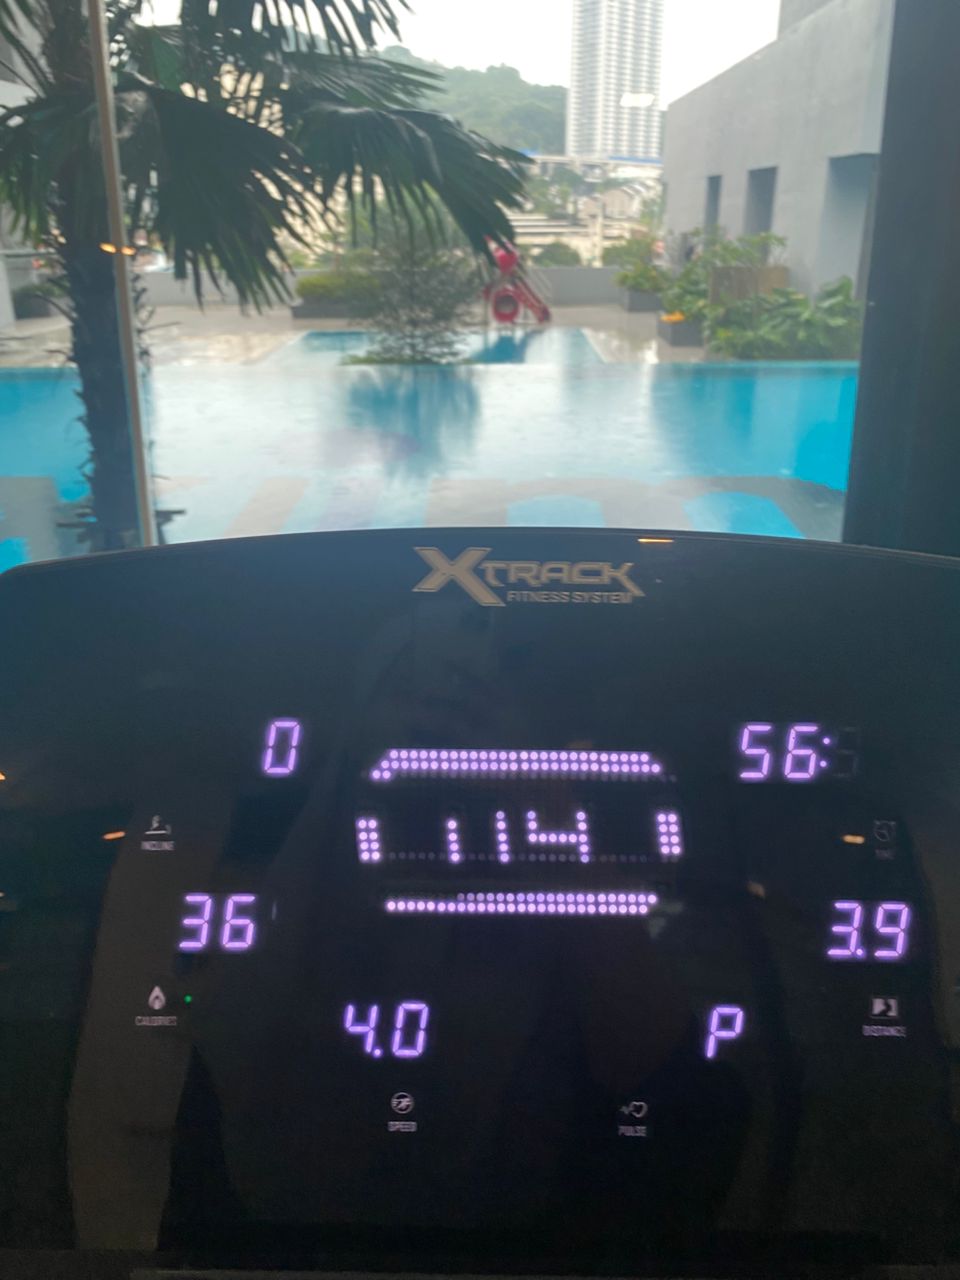 XTRACK
FITNESS SYSTEM
0
56:
114
INCLINE
36
3.9
CALORIES
DISTANCE
4.0
P
SPEED
PULSE